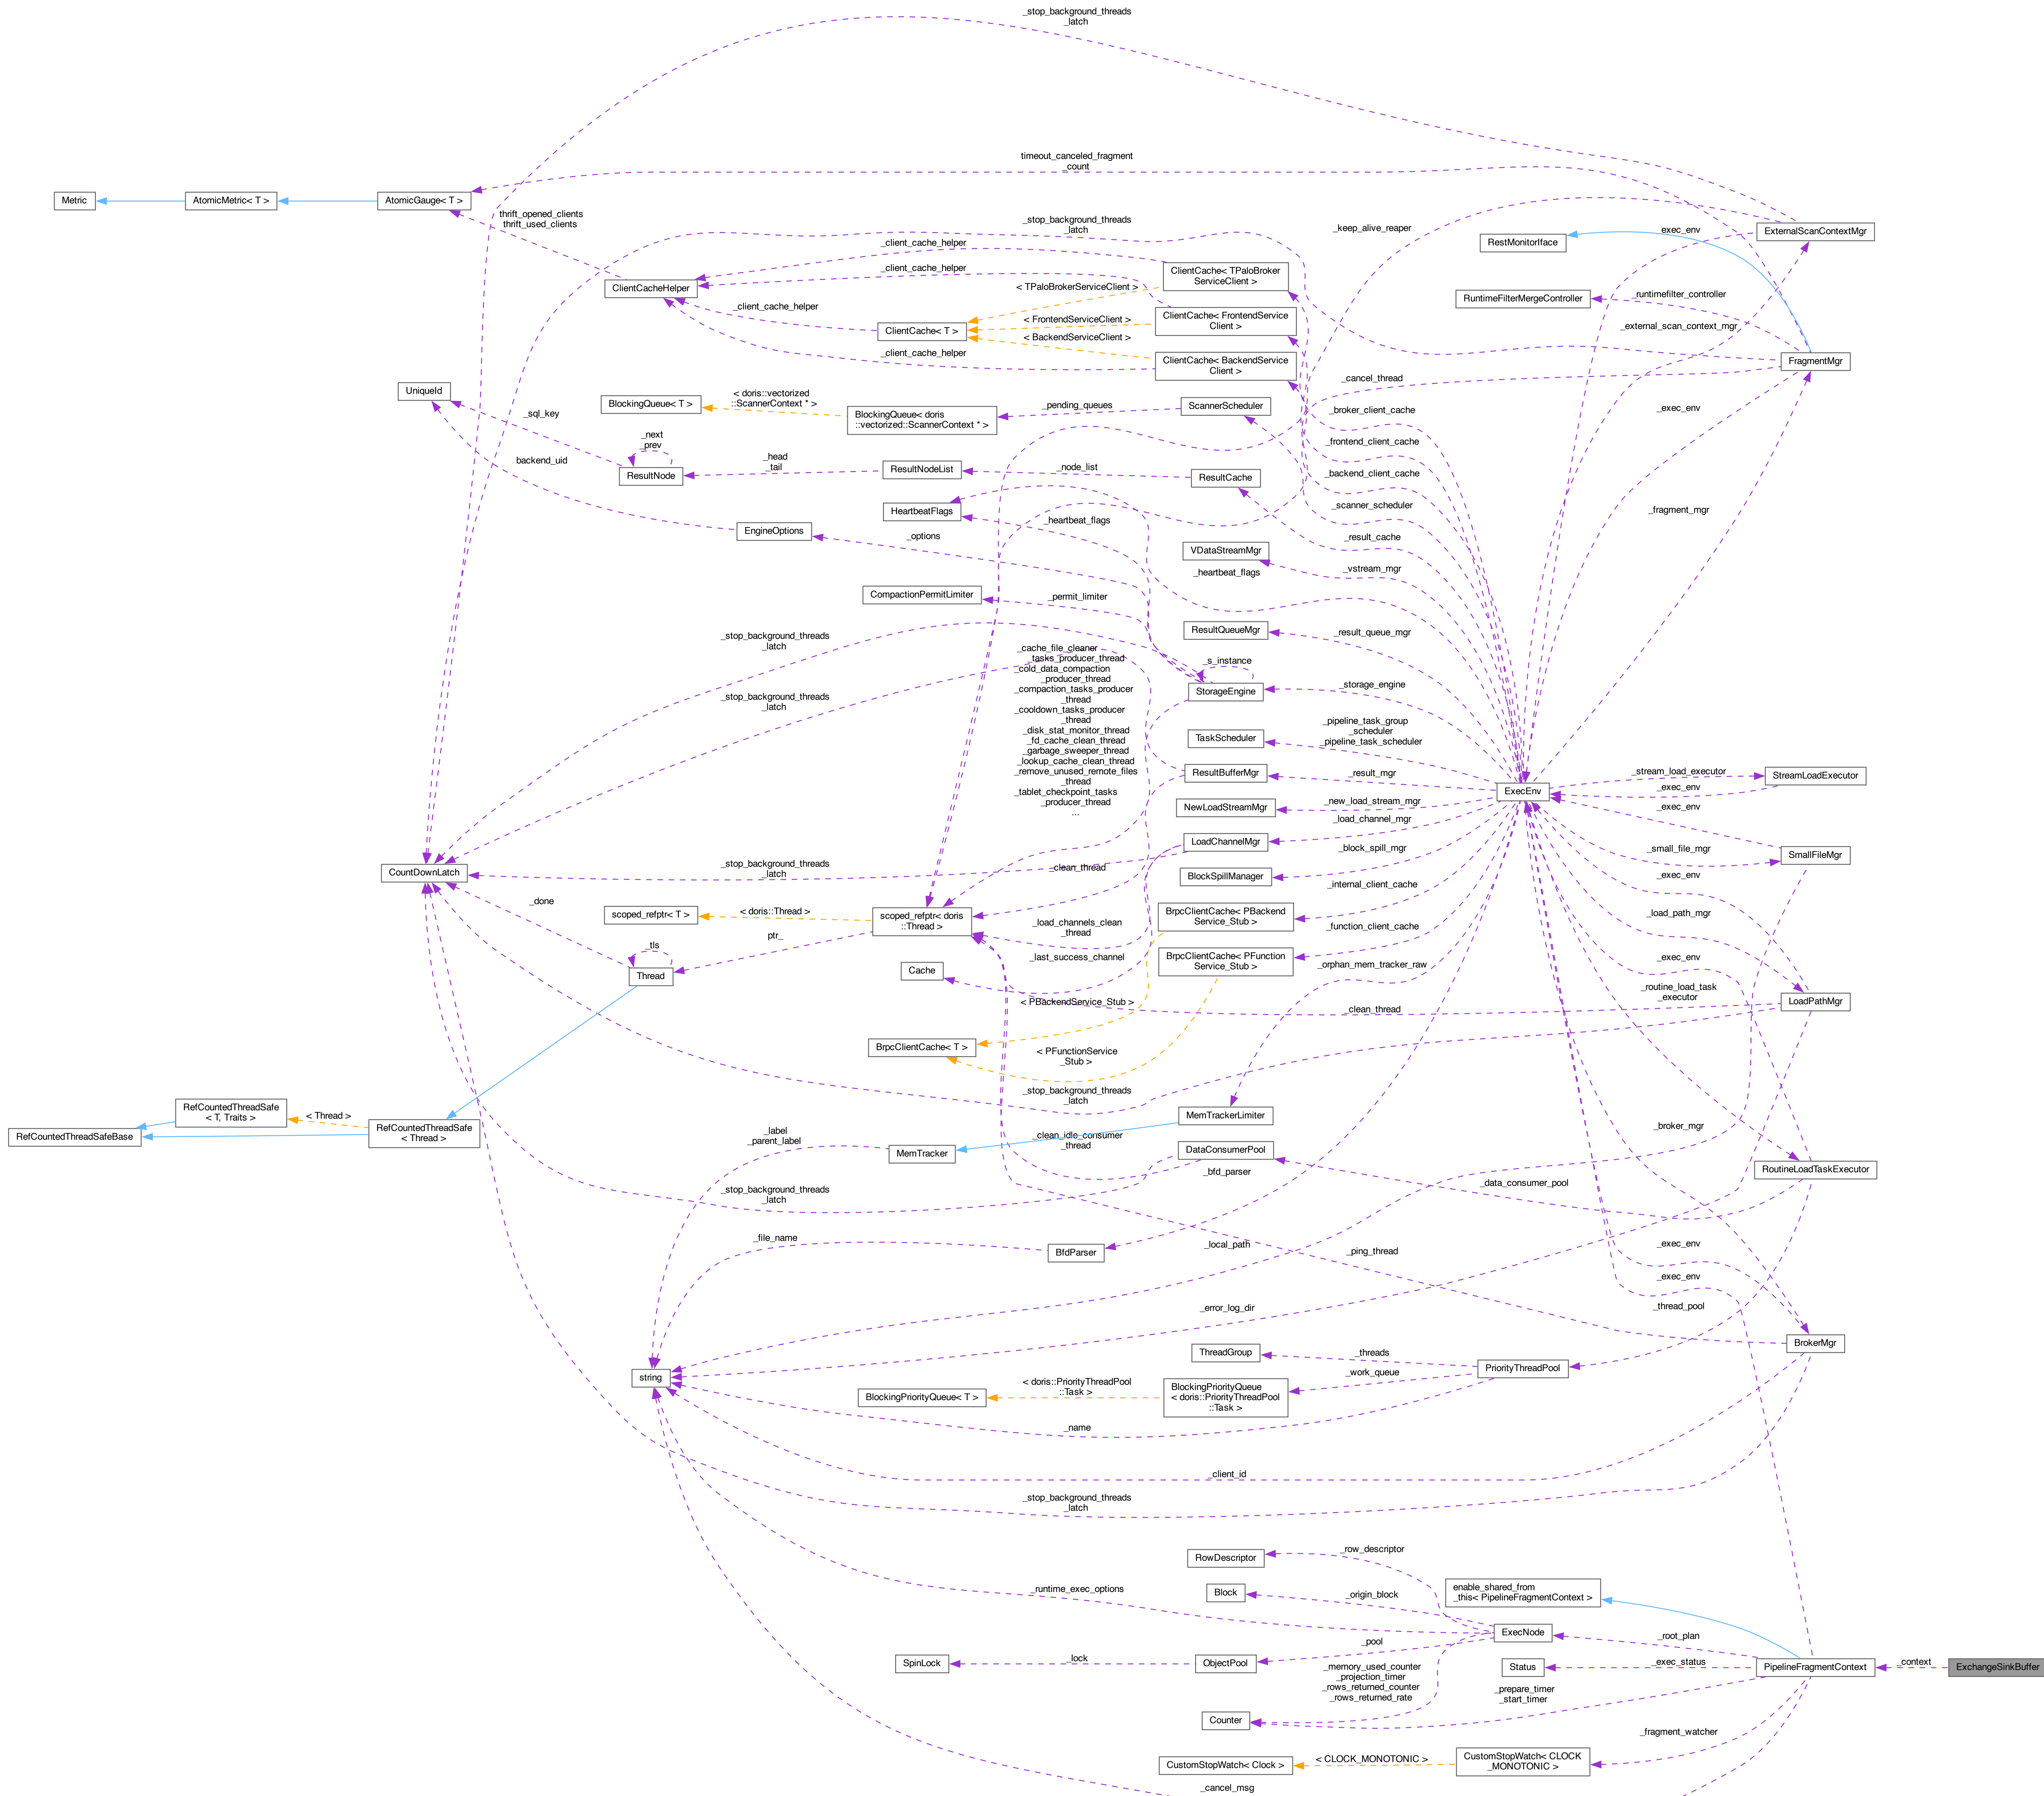 _stop_background_threads
_latch
timeout_canceled_fragment
_count
Metric
AtomicMetric< T >
AtomicGauge< T >
thrift_opened_clients
thrift_used_clients
_stop_background_threads
_latch
_keep_alive_reaper
RestMonitorIface
_exec_env
ExternalScanContextMgr
_client_cache_helper
_client_cache_helper
ClientCache< TPaloBroker
ServiceClient >
ClientCacheHelper
< TPaloBrokerServiceClient >
RuntimeFilterMergeController
_runtimefilter_controller
_client_cache_helper
ClientCache< T >
< FrontendServiceClient >
ClientCache< FrontendService
Client >
_external_scan_context_mgr
< BackendServiceClient >
_client_cache_helper
ClientCache< BackendService
Client >
FragmentMgr
UniqueId
BlockingQueue< T >
< doris::vectorized
::ScannerContext * >
BlockingQueue< doris
::vectorized::ScannerContext * >
_pending_queues
ScannerScheduler
_cancel_thread
_broker_client_cache
_exec_env
_sql_key
_next
_prev
_frontend_client_cache
backend_uid
ResultNode
_head
_tail
ResultNodeList
_node_list
ResultCache
_backend_client_cache
HeartbeatFlags
_scanner_scheduler
_fragment_mgr
EngineOptions
_options
_heartbeat_flags
_result_cache
VDataStreamMgr
_heartbeat_flags
_vstream_mgr
CompactionPermitLimiter
_permit_limiter
_stop_background_threads
_latch
ResultQueueMgr
_result_queue_mgr
_cache_file_cleaner
_tasks_producer_thread
_cold_data_compaction
_producer_thread
_compaction_tasks_producer
_thread
_cooldown_tasks_producer
_thread
_disk_stat_monitor_thread
_fd_cache_clean_thread
_garbage_sweeper_thread
_lookup_cache_clean_thread
_remove_unused_remote_files
_thread
_tablet_checkpoint_tasks
_producer_thread
...
_s_instance
StorageEngine
_storage_engine
_stop_background_threads
_latch
_pipeline_task_group
_scheduler
_pipeline_task_scheduler
TaskScheduler
ResultBufferMgr
_result_mgr
ExecEnv
_stream_load_executor
StreamLoadExecutor
_exec_env
NewLoadStreamMgr
_new_load_stream_mgr
_exec_env
_load_channel_mgr
LoadChannelMgr
_block_spill_mgr
_small_file_mgr
SmallFileMgr
CountDownLatch
_stop_background_threads
_latch
_clean_thread
BlockSpillManager
_exec_env
_internal_client_cache
_done
scoped_refptr< T >
< doris::Thread >
scoped_refptr< doris
::Thread >
_load_channels_clean
_thread
BrpcClientCache< PBackend
Service_Stub >
_load_path_mgr
_function_client_cache
ptr_
_tls
Thread
Cache
_last_success_channel
BrpcClientCache< PFunction
Service_Stub >
_orphan_mem_tracker_raw
_exec_env
_routine_load_task
_executor
LoadPathMgr
< PBackendService_Stub >
_clean_thread
BrpcClientCache< T >
< PFunctionService
_Stub >
_stop_background_threads
_latch
RefCountedThreadSafe
< T, Traits >
< Thread >
RefCountedThreadSafe
< Thread >
RefCountedThreadSafeBase
MemTrackerLimiter
_label
_parent_label
MemTracker
_clean_idle_consumer
_thread
DataConsumerPool
_broker_mgr
_bfd_parser
RoutineLoadTaskExecutor
_stop_background_threads
_latch
_data_consumer_pool
_file_name
BfdParser
_local_path
_ping_thread
_exec_env
_exec_env
_error_log_dir
_thread_pool
BrokerMgr
ThreadGroup
_threads
PriorityThreadPool
string
BlockingPriorityQueue< T >
< doris::PriorityThreadPool
::Task >
BlockingPriorityQueue
< doris::PriorityThreadPool
::Task >
_work_queue
_name
_client_id
_stop_background_threads
_latch
RowDescriptor
_row_descriptor
_runtime_exec_options
Block
_origin_block
enable_shared_from
_this< PipelineFragmentContext >
ExecNode
_root_plan
SpinLock
_lock
ObjectPool
_pool
Status
_exec_status
PipelineFragmentContext
_context
ExchangeSinkBuffer
_memory_used_counter
_projection_timer
_rows_returned_counter
_rows_returned_rate
_prepare_timer
_start_timer
Counter
_fragment_watcher
CustomStopWatch< Clock >
< CLOCK_MONOTONIC >
CustomStopWatch< CLOCK
_MONOTONIC >
_cancel_msg